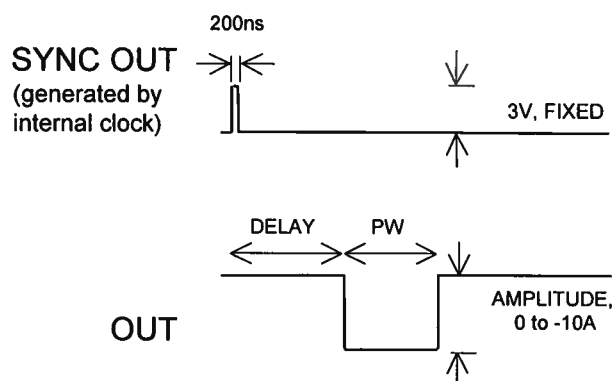 200ns
SYNC OUT
(generated by
internal clock)
3V, FIXED
DELAY
PW
AMPLITUDE,
0 to -10A
OUT